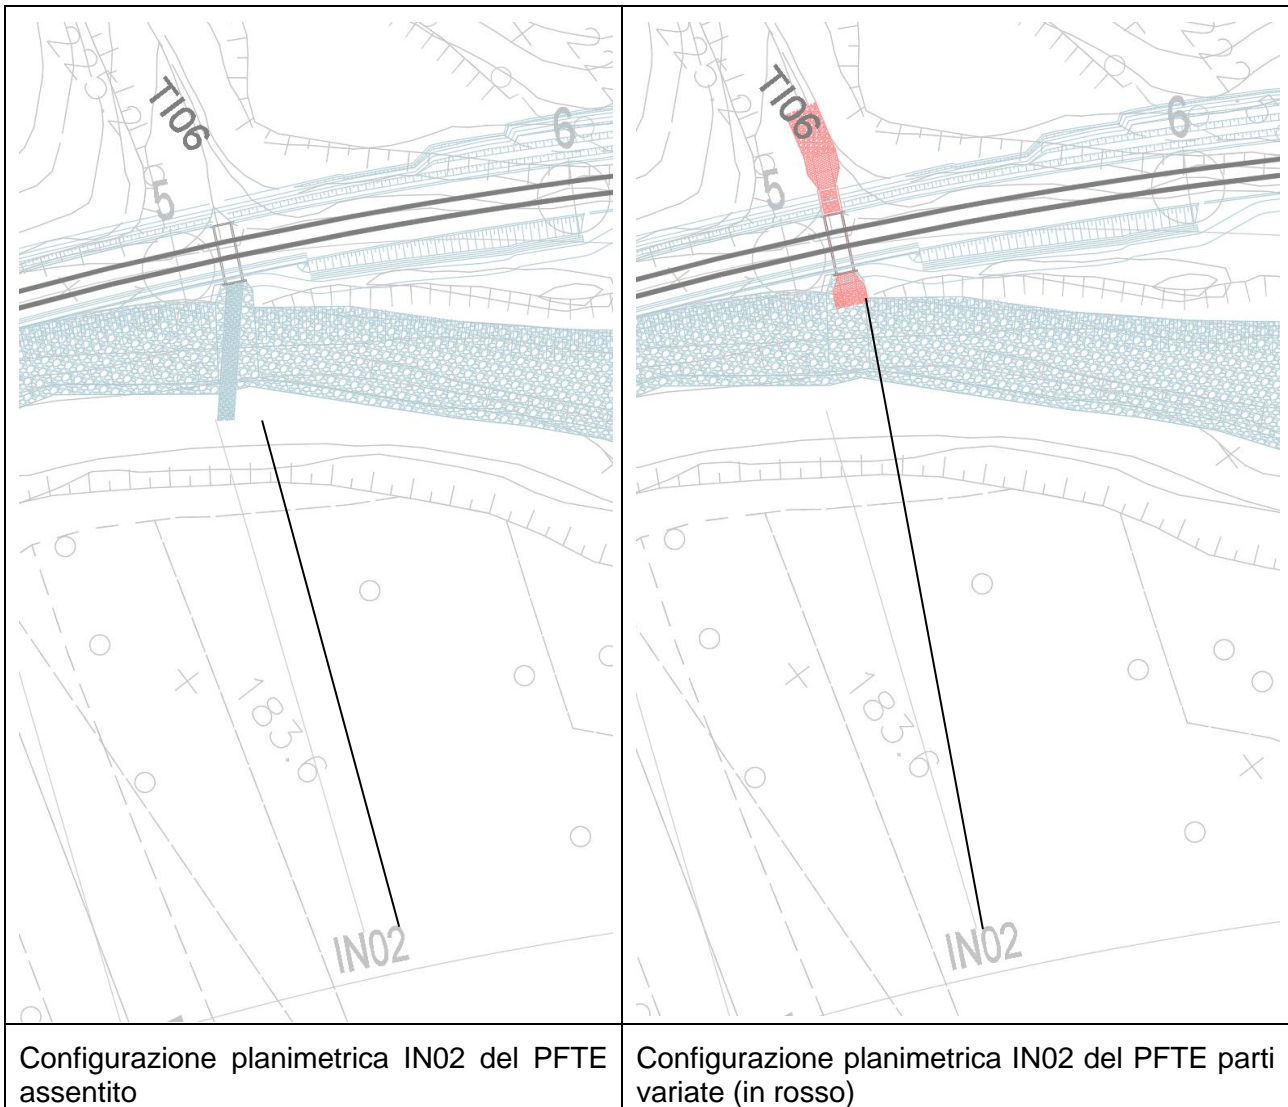 TI06
5
6
183.6
IN02
TI06
5
6
183.6
IN02
Configurazione planimetrica IN02 del PFTE
assentito
Configurazione planimetrica IN02 del PFTE parti
variate (in rosso)